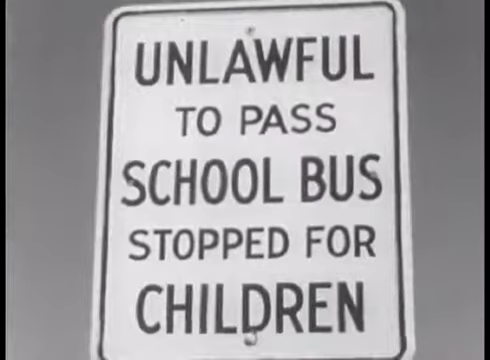 UNLAWFUL
TO PASS
SCHOOL BUS
STOPPED FOR
CHILDREN